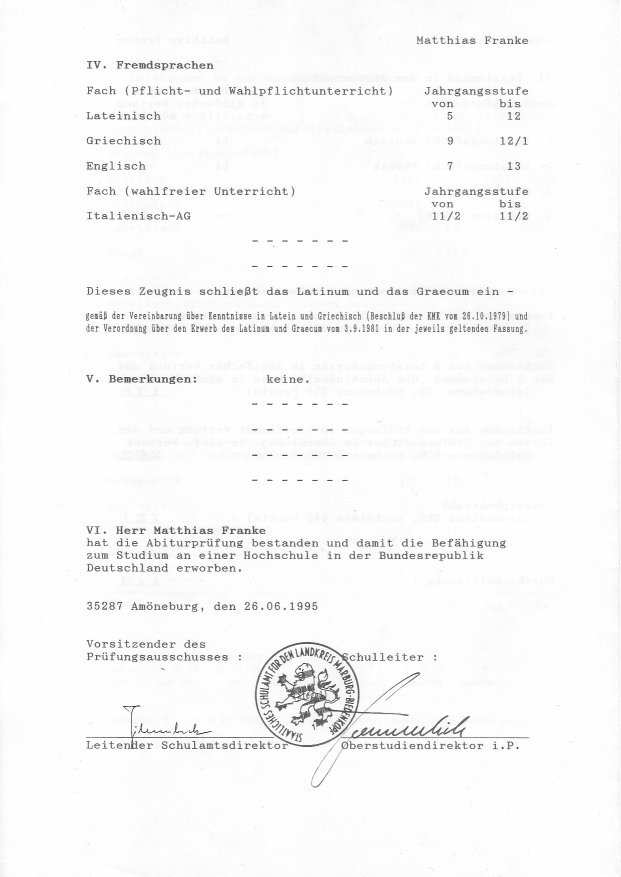 Matthias Franke
IV. Fremdsprachen
Fach (Pflicht- und Wahlpflichtunterricht) Jahrgangsstufe
von bis
Lateinisch 5 12
Griechisch 9 12/1
Englisch 7 13
Fach (wahlfreier Unterricht) Jahrgangsstufe
von bis
Italienisch-AG 11/2 11/2
- - - - - - -
- - - - - - -
Dieses Zeugnis schließt das Latinum und das Graecum ein -
gemäß der Vereinbarung über Kenntnisse in Latein und Griechisch (Beschluß der KMK vom 26.10.1979) und
der Verordnung über den Erwerb des Latinum und Graecum vom 3.9.1981 in der jeweils geltenden Fassung.
V. Bemerkungen: keine.
- - - - - - -
- - - - - - -
- - - - - - -
- - - - - - -
VI. Herr Matthias Franke
hat die Abiturprüfung bestanden und damit die Befähigung
zum Studium an einer Hochschule in der Bundesrepublik
Deutschland erworben.
35287 Amöneburg, den 26.06.1995
Vorsitzender des
Prüfungsausschusses : Schulleiter :
STAATLICHES SCHULAMT FÜR DEN LANDKREIS MARBURG-BIEDENKOPF
Leitender Schulamtsdirektor Oberstudiendirektor i.P.